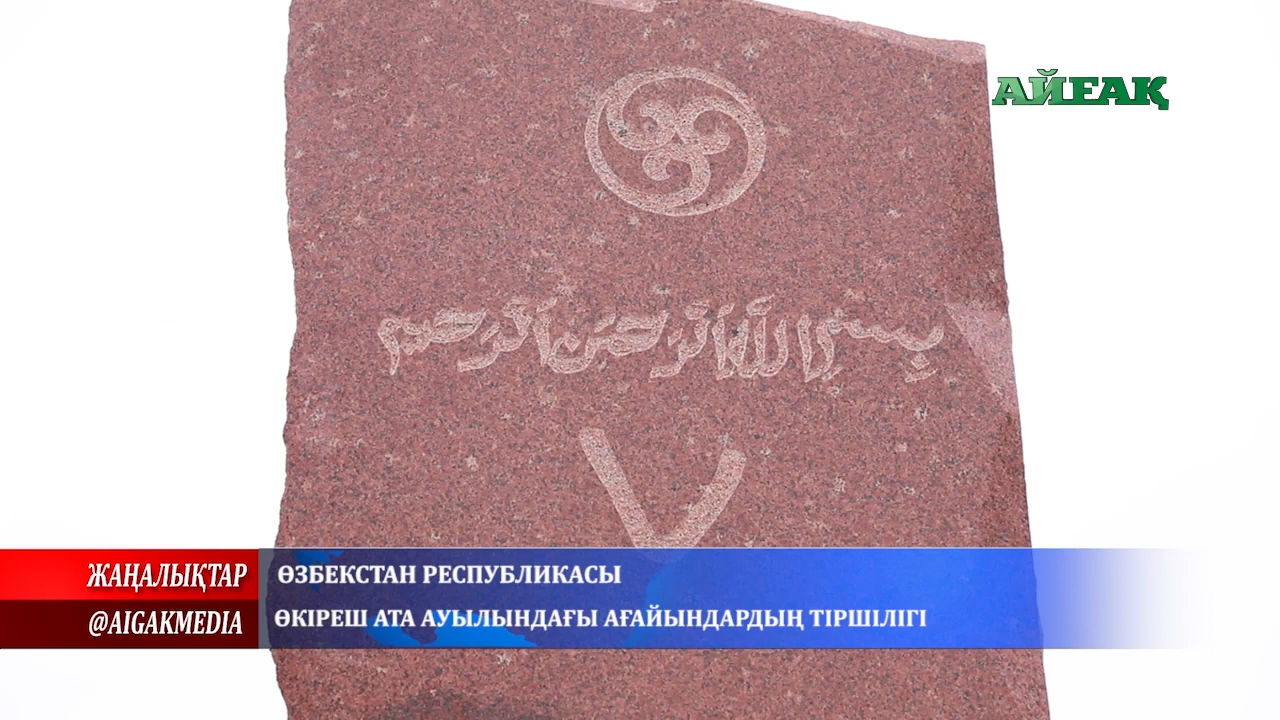 АЙҒАҚ
بسم الله الرحمن الرحيم
ЖАҢАЛЫҚТАР
ӨЗБЕКСТАН РЕСПУБЛИКАСЫ
@AIGAKMEDIA
ӨКІРЕШ АТА АУЫЛЫНДАҒЫ АҒАЙЫНДАРДЫҢ ТІРШІЛІГІ